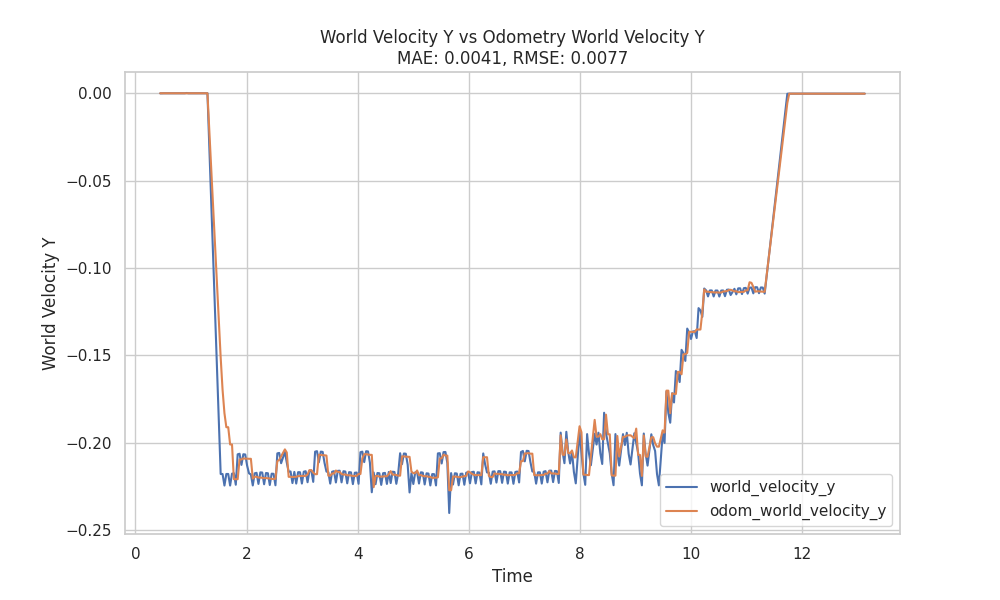 World Velocity Y vs Odometry World Velocity Y
MAE: 0.0041, RMSE: 0.0077
0.00
−0.05
−0.10
−0.15
−0.20
−0.25
World Velocity Y
0
2
4
6
8
10
12
Time
world_velocity_y
odom_world_velocity_y